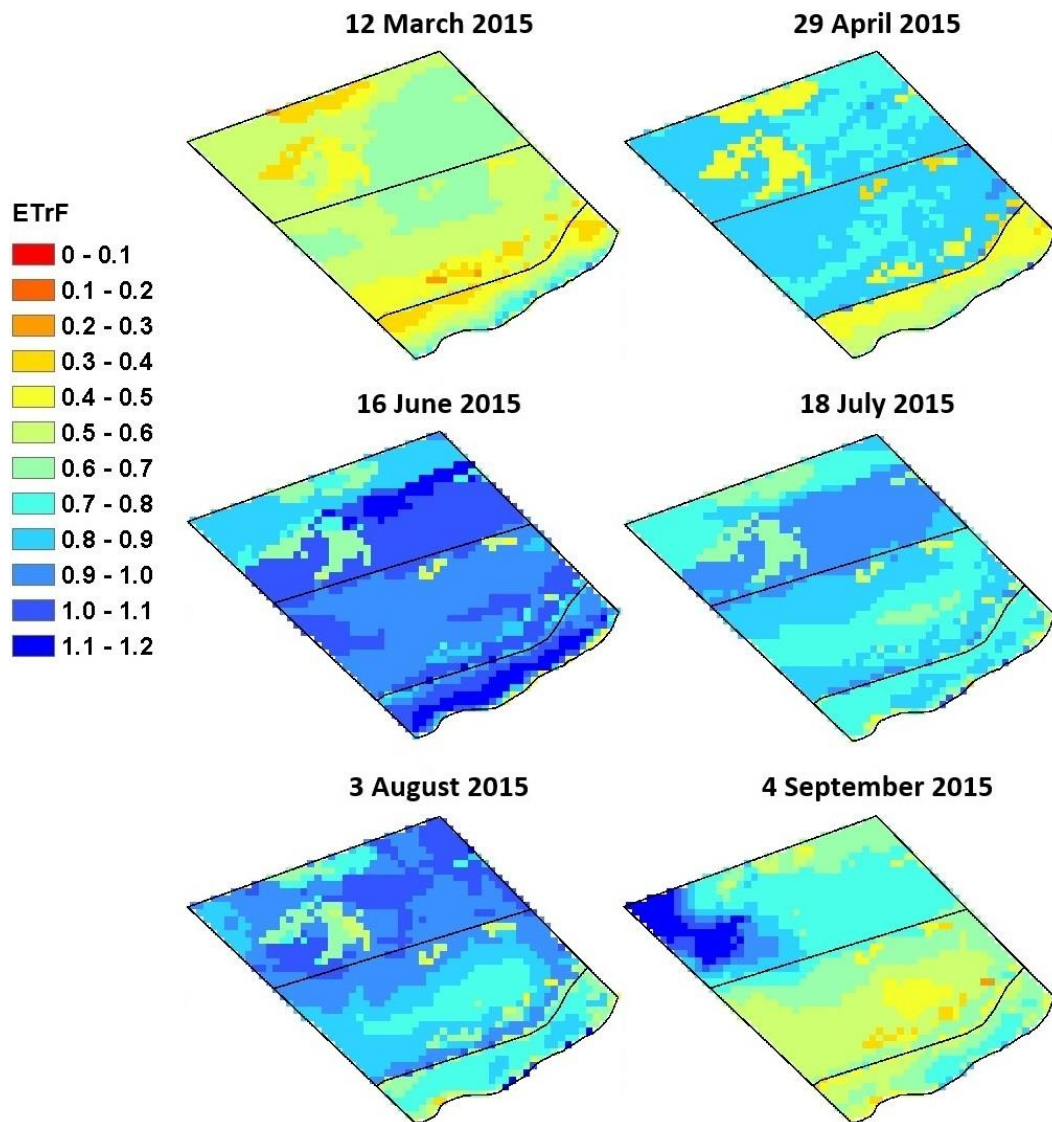 12 March 2015
29 April 2015
ETrF
0 - 0.1
0.1 - 0.2
0.2 - 0.3
0.3 - 0.4
0.4 - 0.5
0.5 - 0.6
0.6 - 0.7
0.7 - 0.8
0.8 - 0.9
0.9 - 1.0
1.0 - 1.1
1.1 - 1.2
16 June 2015
18 July 2015
3 August 2015
4 September 2015